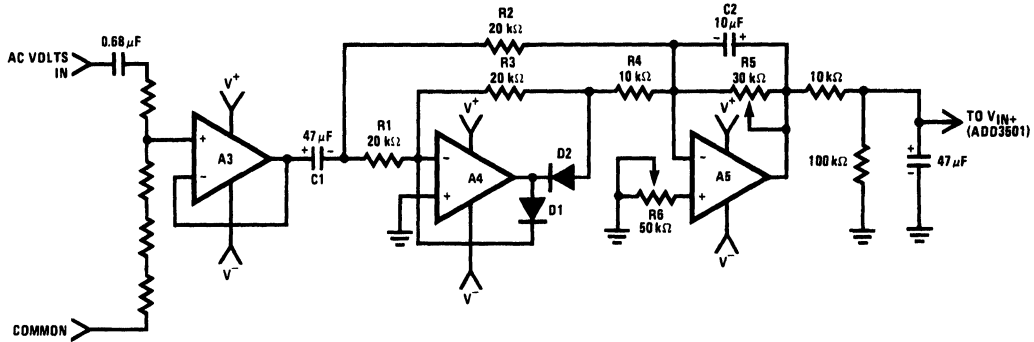 AC VOLTS
IN
0.68 μF
V+
+
A3
−
V−
COMMON
+ 47 μF −
C1
R1
20 kΩ
R2
20 kΩ
R3
20 kΩ
V+
−
A4
+
V−
D2
D1
R4
10 kΩ
C2
10 μF
− +
R5
30 kΩ
V+
−
A5
+
V−
R6
50 kΩ
10 kΩ
100 kΩ
+
47 μF
−
TO VIN+
(ADD3501)